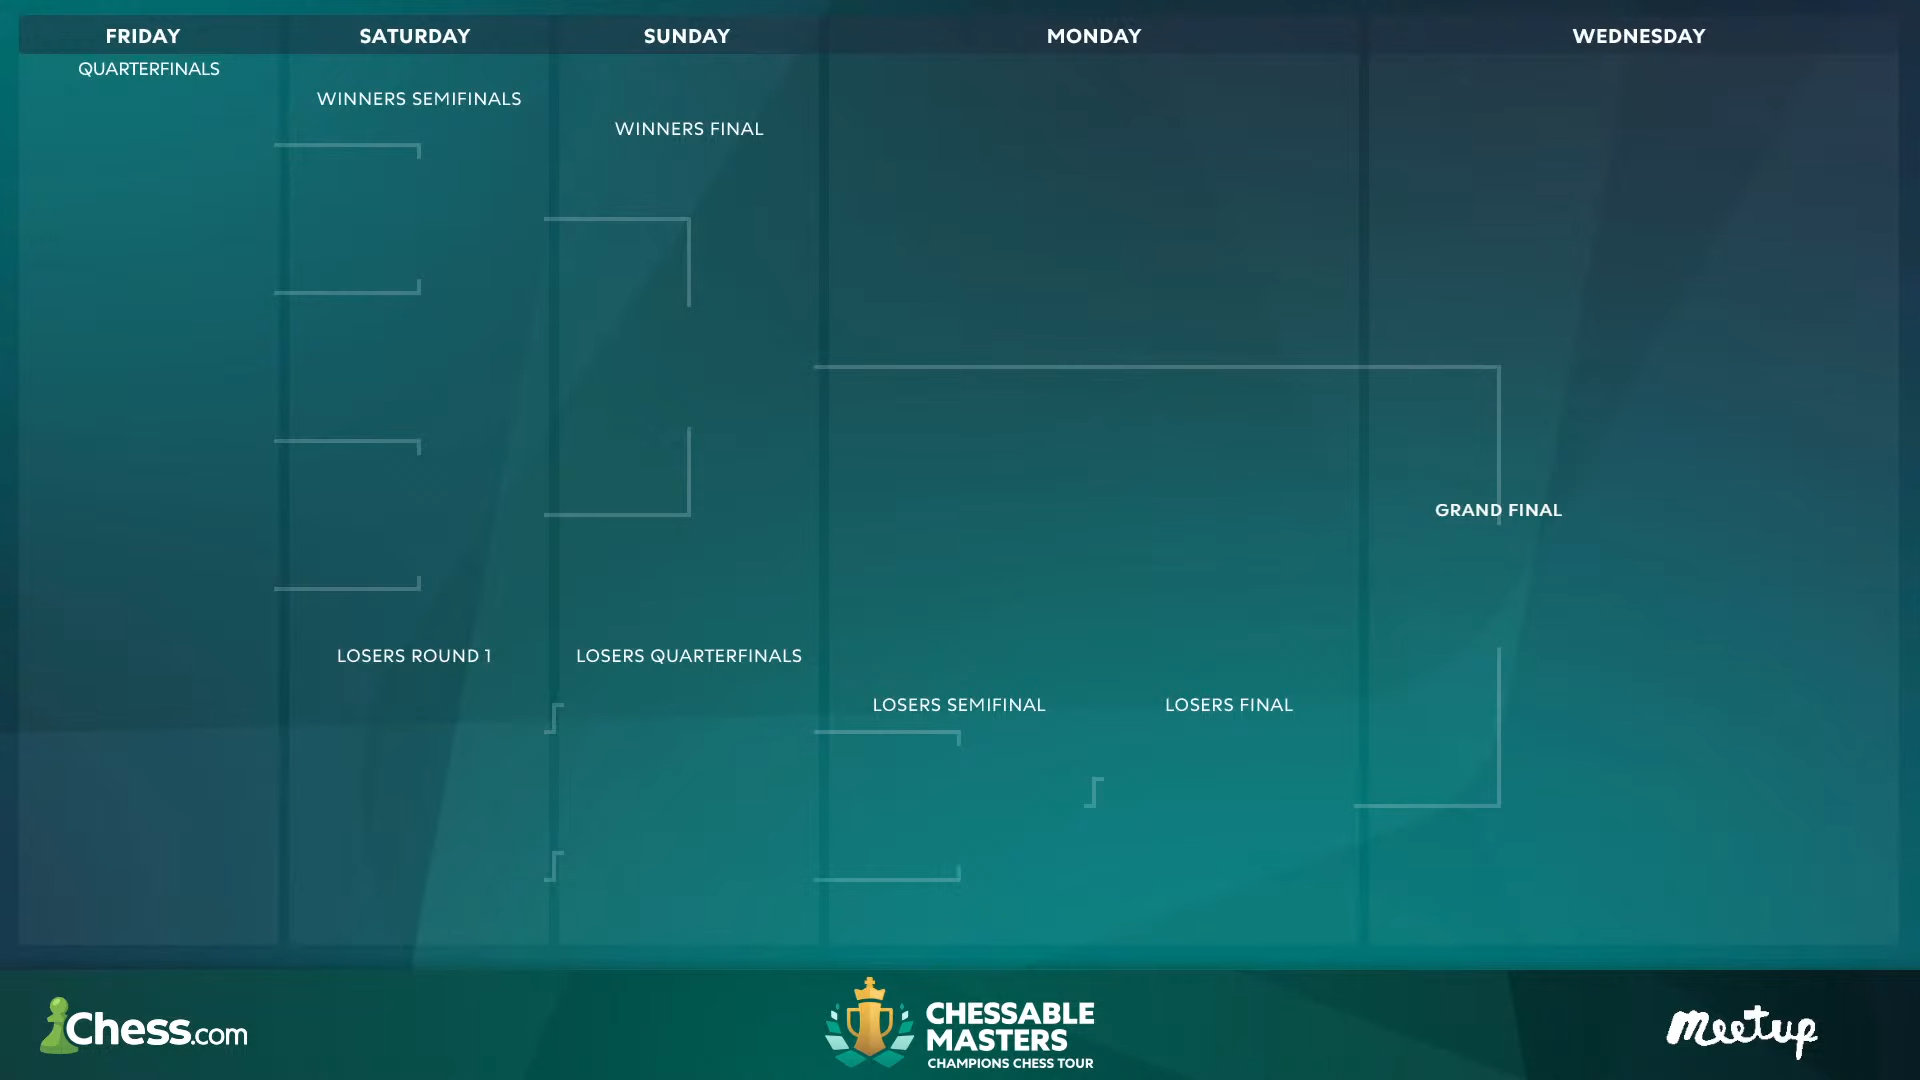 FRIDAY
SATURDAY
SUNDAY
MONDAY
WEDNESDAY
QUARTERFINALS
WINNERS SEMIFINALS
WINNERS FINAL
GRAND FINAL
LOSERS ROUND 1
LOSERS QUARTERFINALS
LOSERS SEMIFINAL
LOSERS FINAL
Chess.com
CHESSABLE
MASTERS
CHAMPIONS CHESS TOUR
Meetup